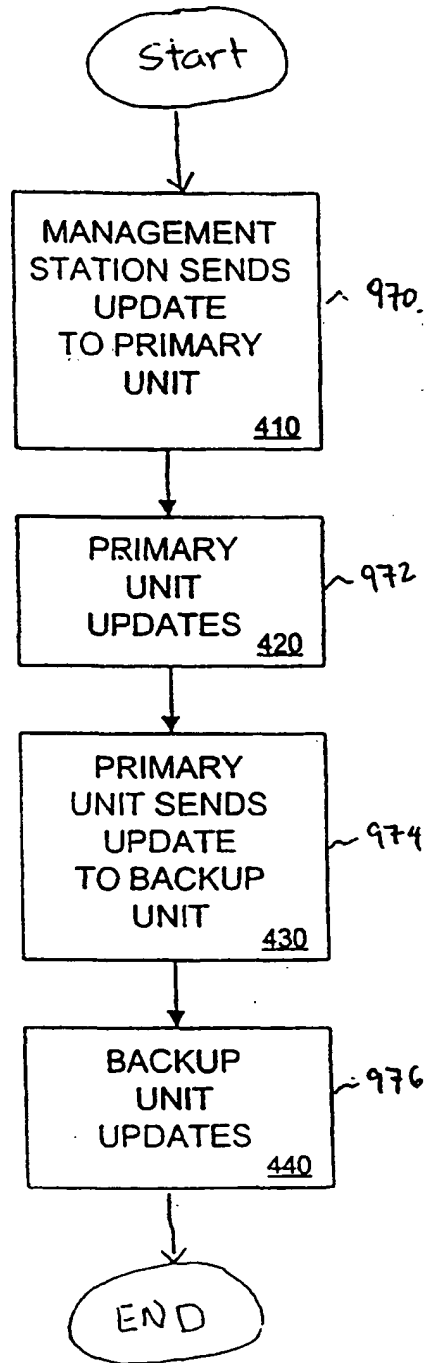 Start
MANAGEMENT
STATION SENDS
UPDATE
TO PRIMARY
UNIT
410
970.
PRIMARY
UNIT
UPDATES
420
972
PRIMARY
UNIT SENDS
UPDATE
TO BACKUP
UNIT
430
974
BACKUP
UNIT
UPDATES
440
976
END